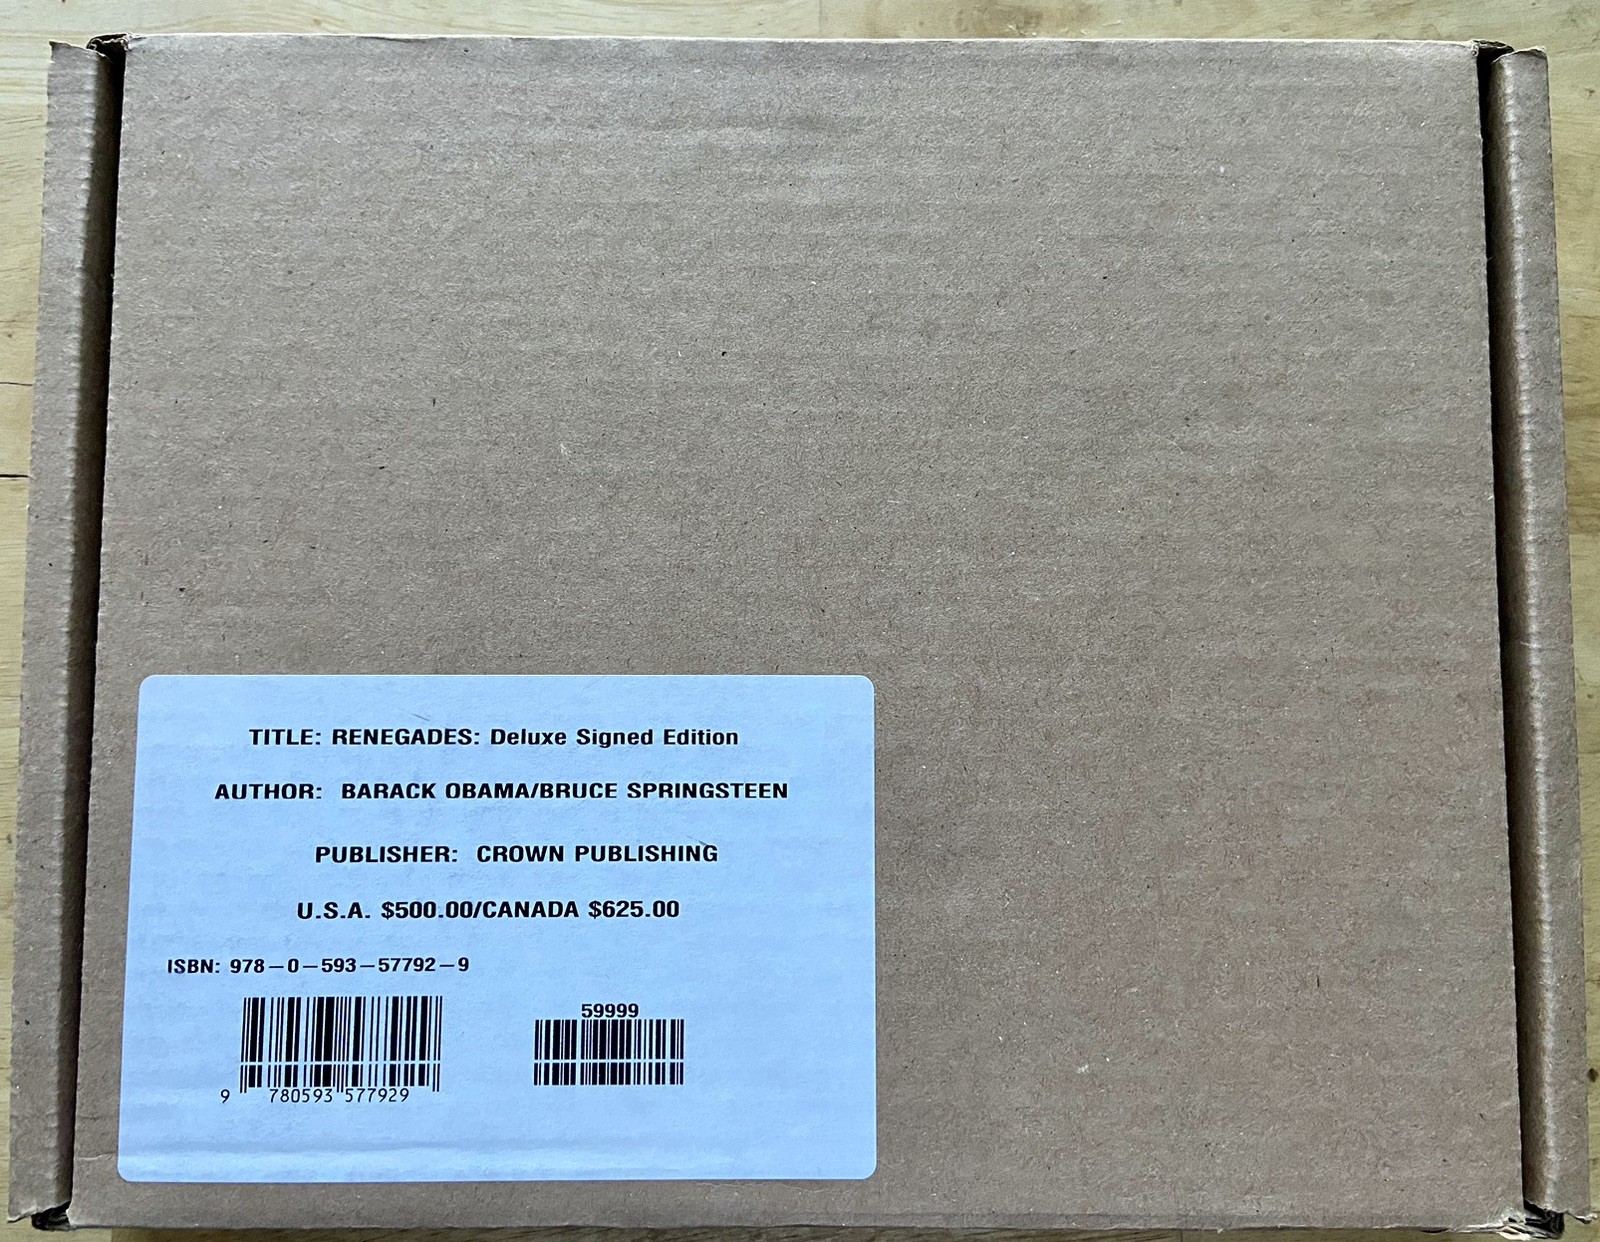 TITLE: RENEGADES: Deluxe Signed Edition
AUTHOR: BARACK OBAMA/BRUCE SPRINGSTEEN
PUBLISHER: CROWN PUBLISHING
U.S.A. $500.00/CANADA $625.00
ISBN: 978-0-593-57792-9
59999
9 780593 577929